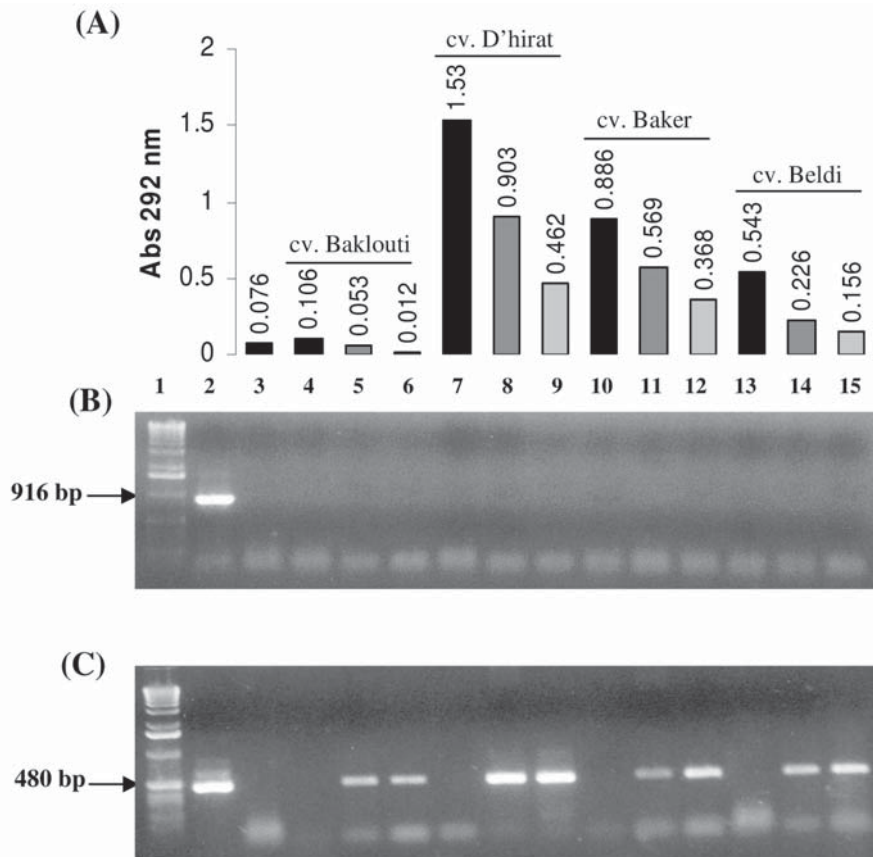 (A)
cv. D'hirat
cv. Baker
cv. Beldi
cv. Baklouti
Abs 292 nm
2
1.5
1
0.5
0
0.076
0.106
0.053
0.012
1.53
0.903
0.462
0.886
0.569
0.368
0.543
0.226
0.156
1 2 3 4 5 6 7 8 9 10 11 12 13 14 15
(B)
916 bp
(C)
480 bp